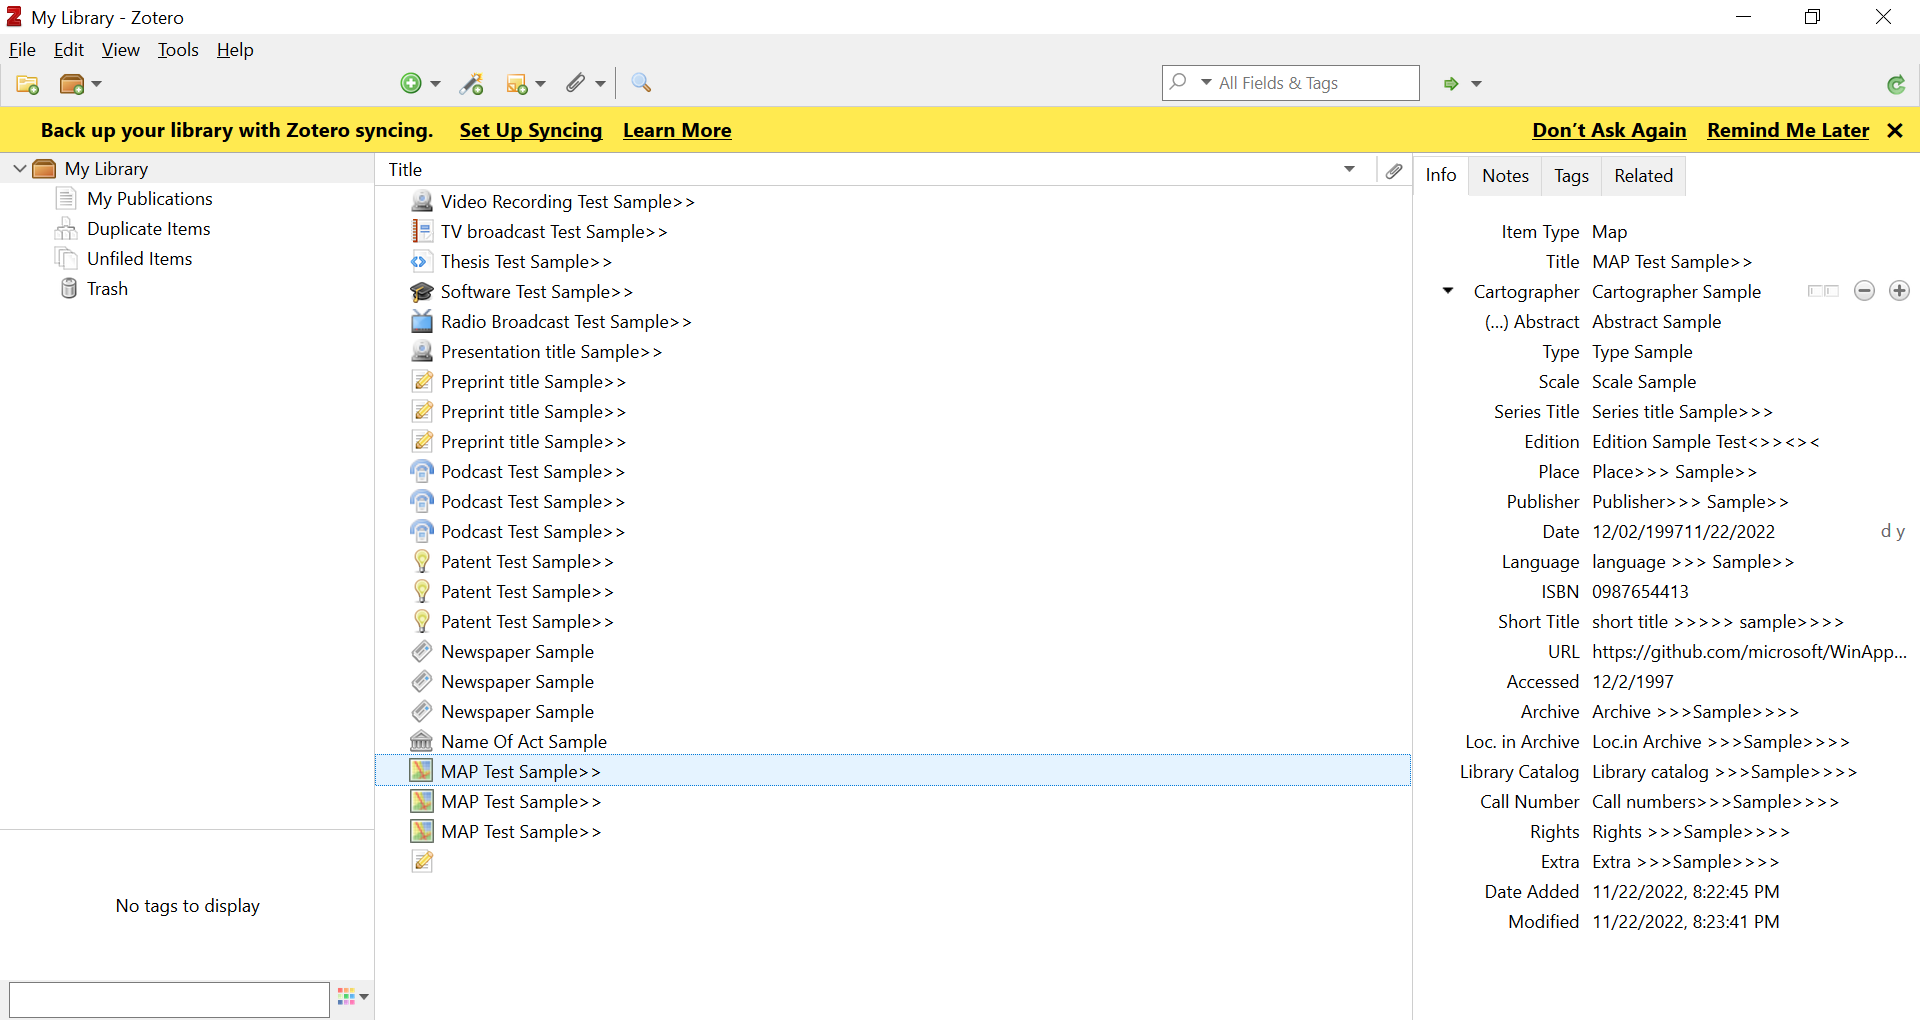 My Library - Zotero
File Edit View Tools Help
All Fields & Tags
Back up your library with Zotero syncing. Set Up Syncing Learn More Don't Ask Again Remind Me Later
My Library
My Publications
Duplicate Items
Unfiled Items
Trash
No tags to display
Title
Video Recording Test Sample>>
TV broadcast Test Sample>>
Thesis Test Sample>>
Software Test Sample>>
Radio Broadcast Test Sample>>
Presentation title Sample>>
Preprint title Sample>>
Preprint title Sample>>
Preprint title Sample>>
Podcast Test Sample>>
Podcast Test Sample>>
Podcast Test Sample>>
Patent Test Sample>>
Patent Test Sample>>
Patent Test Sample>>
Newspaper Sample
Newspaper Sample
Newspaper Sample
Name Of Act Sample
MAP Test Sample>>
MAP Test Sample>>
MAP Test Sample>>
Info Notes Tags Related
Item Type Map
Title MAP Test Sample>>
Cartographer Cartographer Sample
(...) Abstract Abstract Sample
Type Type Sample
Scale Scale Sample
Series Title Series title Sample>>>
Edition Edition Sample Test<>><><
Place Place>>> Sample>>
Publisher Publisher>>> Sample>>
Date 12/02/199711/22/2022 d y
Language language >>> Sample>>
ISBN 0987654413
Short Title short title >>>>> sample>>>>
URL https://github.com/microsoft/WinApp...
Accessed 12/2/1997
Archive Archive >>>Sample>>>>
Loc. in Archive Loc.in Archive >>>Sample>>>>
Library Catalog Library catalog >>>Sample>>>>
Call Number Call numbers>>>Sample>>>>
Rights Rights >>>Sample>>>>
Extra Extra >>>Sample>>>>
Date Added 11/22/2022, 8:22:45 PM
Modified 11/22/2022, 8:23:41 PM